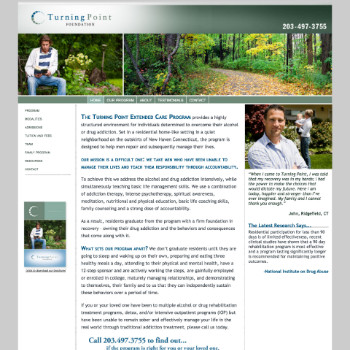 Turning Point
FOUNDATION
203-497-3755
HOME OUR PROGRAM ABOUT TESTIMONIALS CONTACT
PROGRAM
ADMISSIONS
TEAM
FAMILY PROGRAM
RESOURCES
CONTACT
THE TURNING POINT EXTENDED CARE PROGRAM provides a highly
structured environment for individuals determined to overcome their alcohol
or drug addiction. Set in a residential home-like setting in a quiet
neighborhood on the outskirts of New Haven Connecticut, the program is
designed to help men repair and subsequently manage their lives.
OUR MISSION IS A DIFFICULT ONE: WE TAKE MEN WHO HAVE BEEN UNABLE TO
MANAGE THEIR LIVES AND TEACH THEM RESPONSIBILITY THROUGH ACCOUNTABILITY.
To achieve this we address the alcohol and drug addiction intensively, while
simultaneously teaching basic life management skills. We use a combination
of addiction therapy, intense psychotherapy, spiritual awareness,
meditation, nutritional and physical education, basic life coaching skills,
family counseling and a strong dose of accountability.
As a result, residents graduate from the program with a firm foundation in
recovery - owning their drug addiction and the behaviors and consequences
that come along with it.
WHAT SETS OUR PROGRAM APART? We don't graduate residents until they are
going to sleep and waking up on their own, preparing and eating three
healthy meals a day, attending to their physical and mental health, have a
12-step sponsor and are actively working the steps, are gainfully employed
or enrolled in college, maturely managing relationships, and demonstrating
to themselves, their family and to us that they can independently sustain
these behaviors over a period of time.
If you or your loved one have been to multiple alcohol or drug rehabilitation
treatment programs, detox, and/or intensive outpatient programs (IOP) but
have been unable to remain sober and effectively manage your life in the
real world through traditional addiction treatment, please call us today.
Call 203.497.3755 to find out...
if the program is right for you or your loved ones.
"When I came to Turning Point, I was told
that my recovery was in my hands. I had
the power to make the choices that
would dictate my future. Here I am
today, happier and stronger than I've
ever imagined. My family and I cannot
thank you enough."
John, Ridgefield, CT
The Latest Research Says...
Residential participation for less than 90
days is of limited effectiveness, recent
clinical studies have shown that a 90 day
rehabilitation program is most effective
and a program lasting significantly longer
is recommended for maintaining positive
outcomes.
National Institute on Drug Abuse